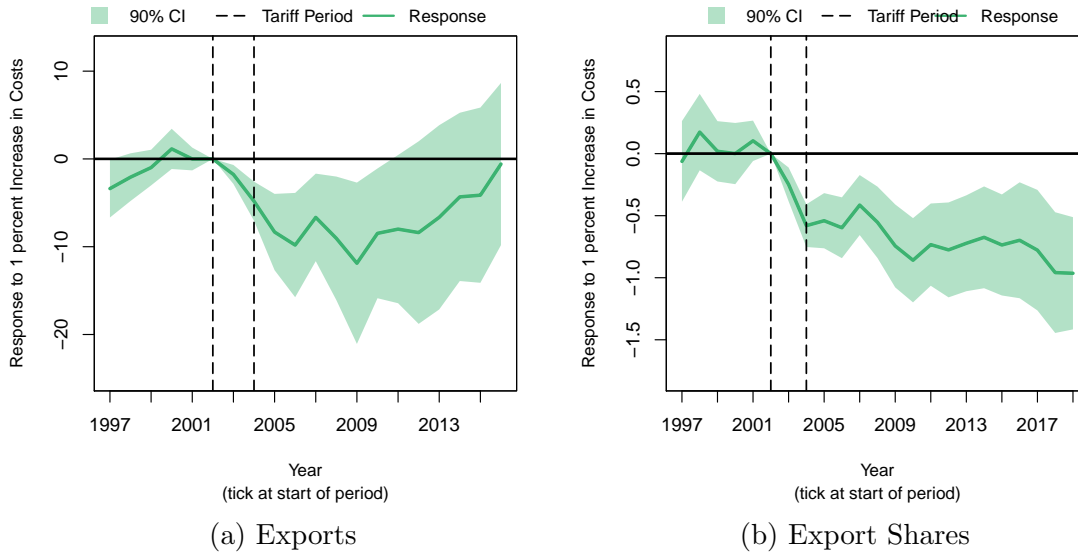 90% CI Tariff Period Response
Response to 1 percent Increase in Costs
10
0
−10
−20
1997 2001 2005 2009 2013
Year
(tick at start of period)
(a) Exports
90% CI Tariff Period Response
Response to 1 percent Increase in Costs
0.5
0.0
−0.5
−1.0
−1.5
1997 2001 2005 2009 2013 2017
Year
(tick at start of period)
(b) Export Shares